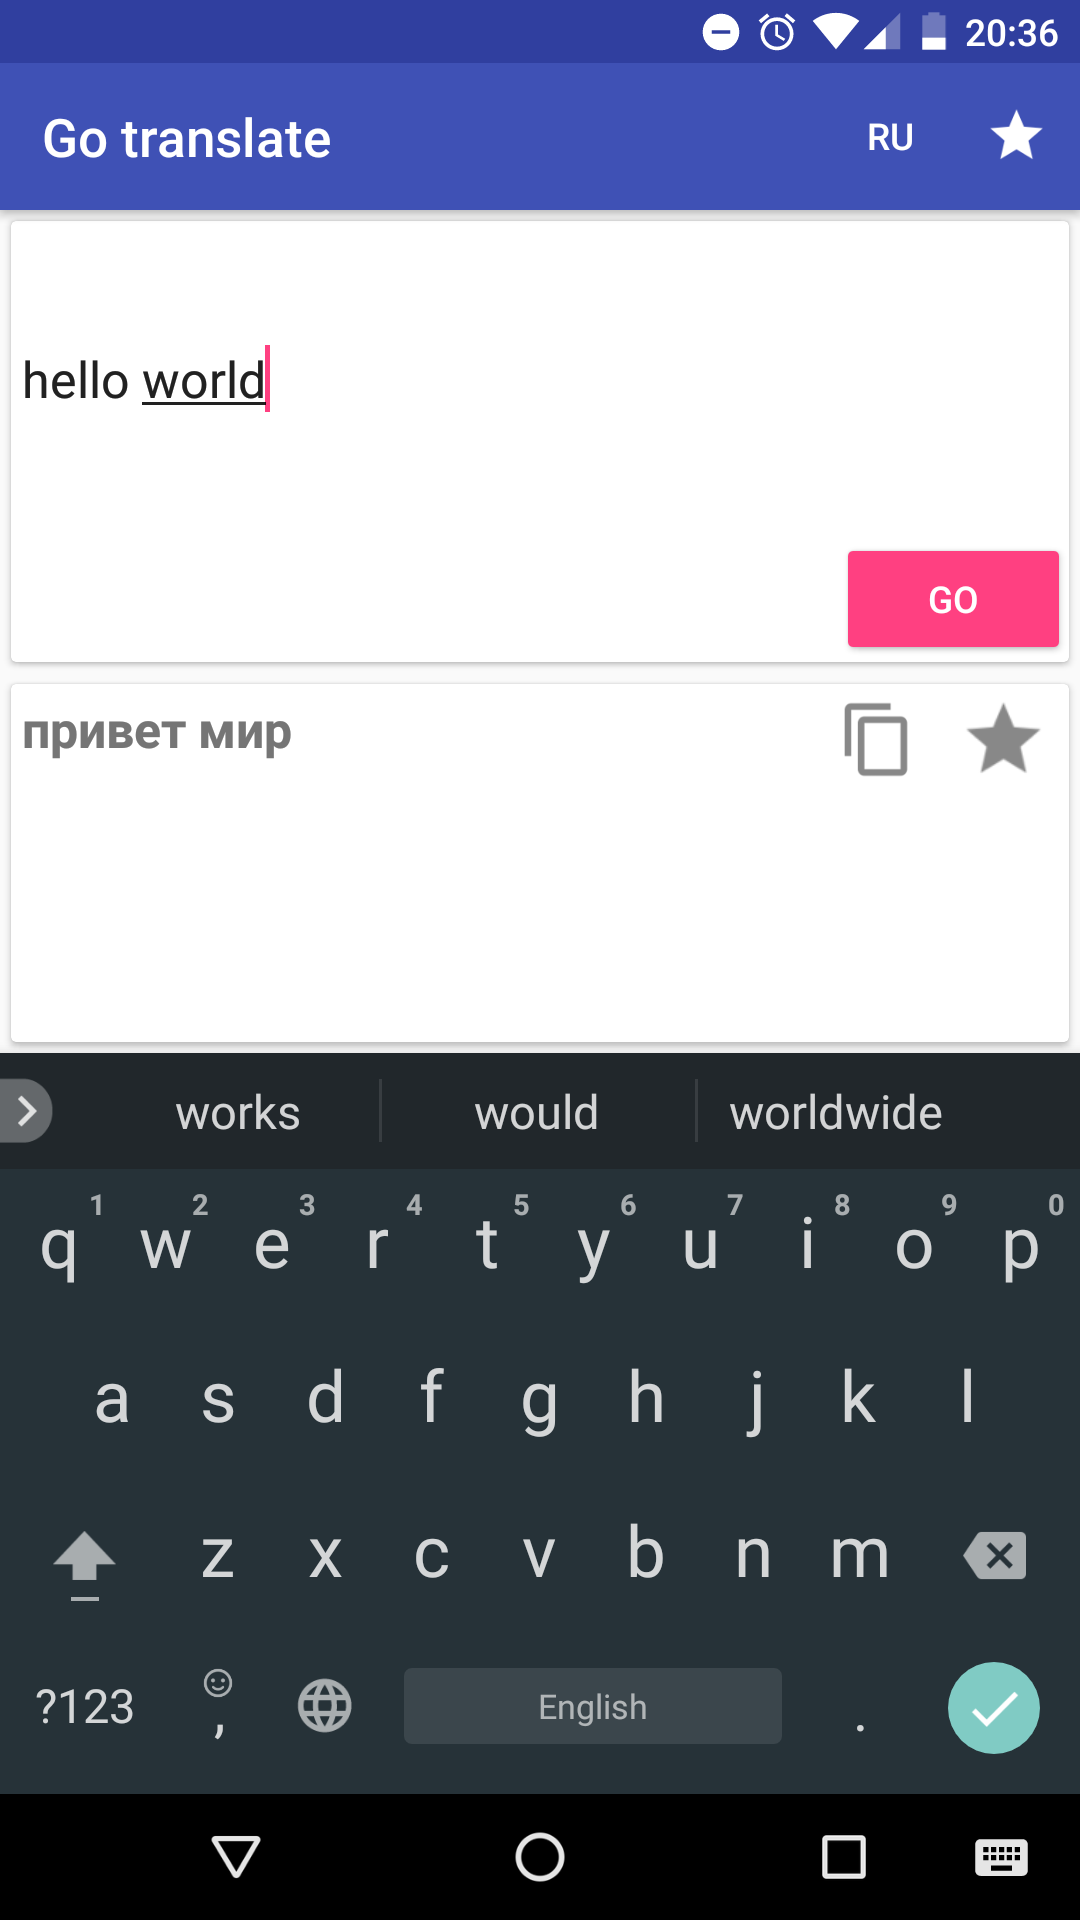 20:36
Go translate RU
hello world
GO
привет мир
works would worldwide
1 2 3 4 5 6 7 8 9 0
q w e r t y u i o p
a s d f g h j k l
z x c v b n m
?123 , English .